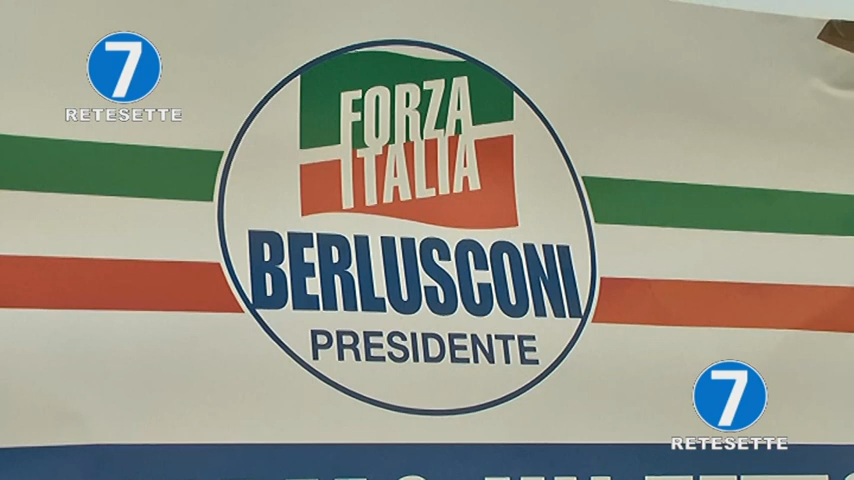 7
RETESETTE
FORZA
ITALIA
BERLUSCONI
PRESIDENTE
7
RETESETTE